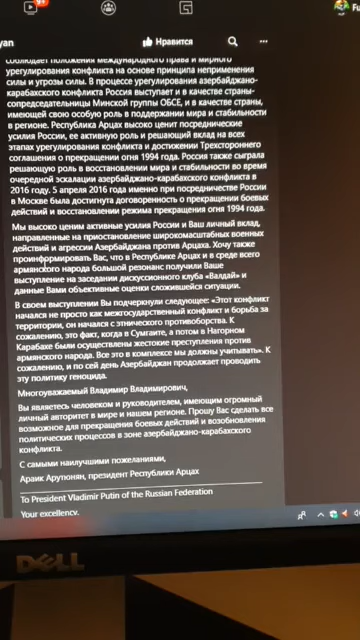 9+
Fu
yan
Нравится
соблюдает положения международного права и мирного
урегулирования конфликта на основе принципа неприменения
силы и угрозы силы. В процессе урегулирования азербайджано-
карабахского конфликта Россия выступает и в качестве страны-
сопредседательницы Минской группы ОБСЕ, и в качестве страны,
имеющей свою особую роль в поддержании мира и стабильности
в регионе. Республика Арцах высоко ценит посреднические
усилия России, ее активную роль и решающий вклад на всех
этапах урегулирования конфликта и достижении Трехстороннего
соглашения о прекращении огня 1994 года. Россия также сыграла
решающую роль в восстановлении мира и стабильности во время
очередной эскалации азербайджано-карабахского конфликта в
2016 году. 5 апреля 2016 года именно при посредничестве России
в Москве была достигнута договоренность о прекращении боевых
действий и восстановлении режима прекращения огня 1994 года.
Мы высоко ценим активные усилия России и Ваш личный вклад,
направленные на приостановление широкомасштабных военных
действий и агрессии Азербайджана против Арцаха. Хочу также
проинформировать Вас, что в Республике Арцах и в среде всего
армянского народа большой резонанс получили Ваше
выступление на заседании дискуссионного клуба «Валдай» и
данные Вами объективные оценки сложившейся ситуации.
В своем выступлении Вы подчеркнули следующее: «Этот конфликт
начался не просто как межгосударственный конфликт и борьба за
территории, он начался с этнического противоборства. К
сожалению, это факт, когда в Сумгаите, а потом в Нагорном
Карабахе были осуществлены жестокие преступления против
армянского народа. Все это в комплексе мы должны учитывать». К
сожалению, и по сей день Азербайджан продолжает проводить
эту политику геноцида.
Многоуважаемый Владимир Владимирович,
Вы являетесь человеком и руководителем, имеющим огромный
личный авторитет в мире и нашем регионе. Прошу Вас сделать все
возможное для прекращения боевых действий и возобновления
политических процессов в зоне азербайджано-карабахского
конфликта.
С самыми наилучшими пожеланиями,
Араик Арутюнян, президент Республики Арцах
To President Vladimir Putin of the Russian Federation
Your excellency,
DELL